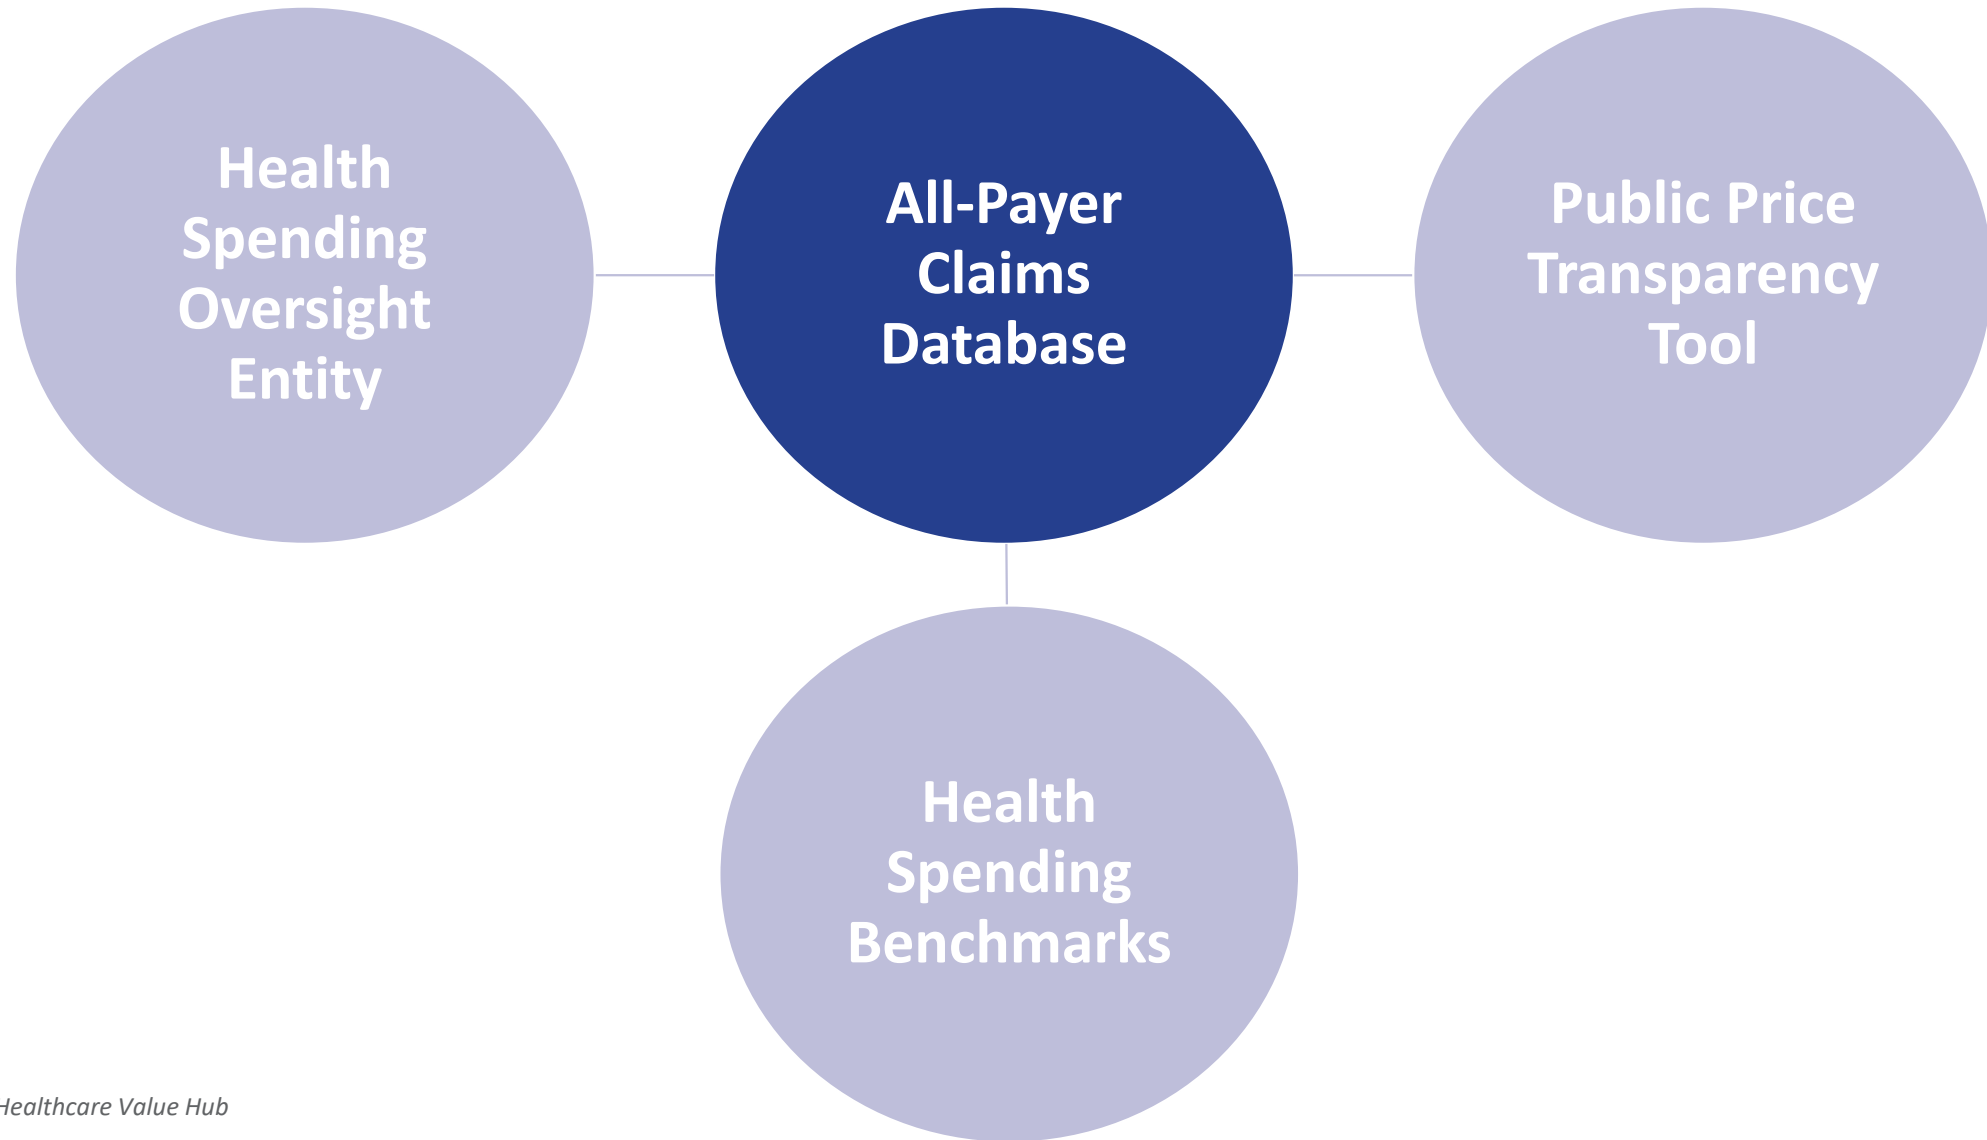 Health
Spending
Oversight
Entity
All-Payer
Claims
Database
Public Price
Transparency
Tool
Health
Spending
Benchmarks
Healthcare Value Hub